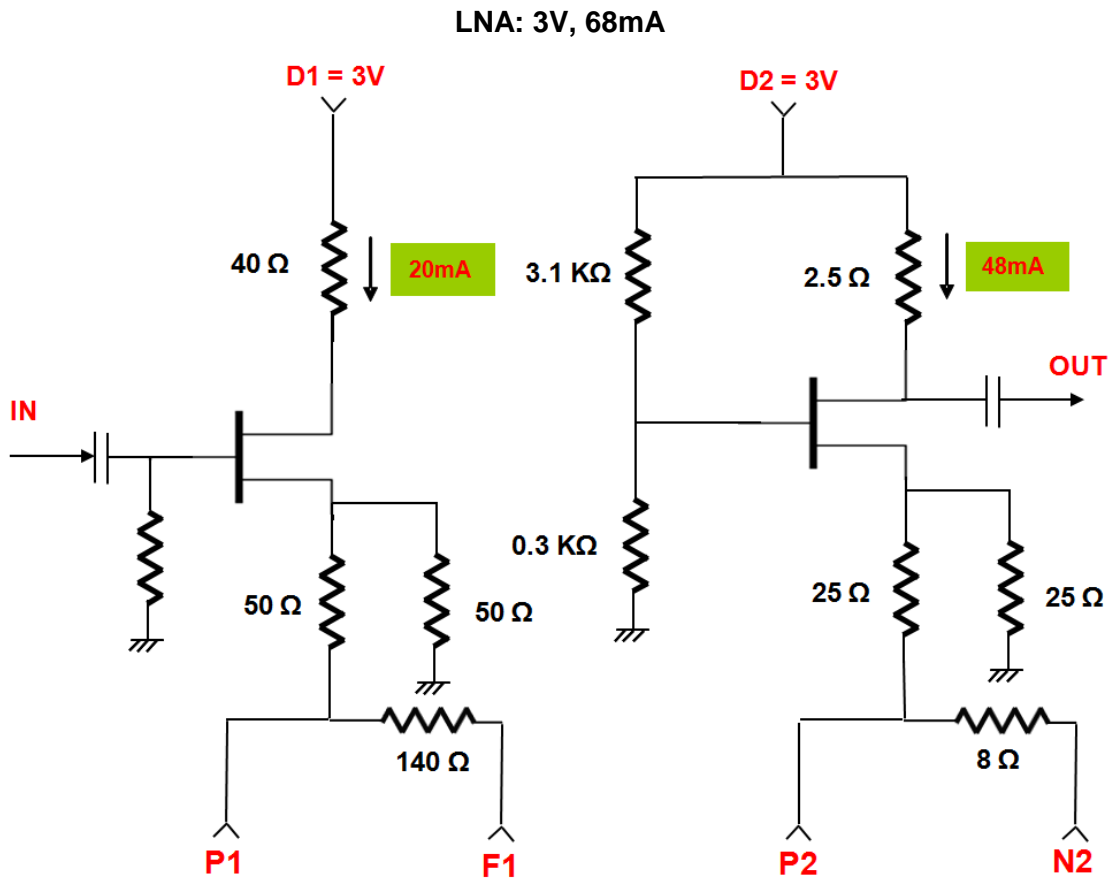 LNA: 3V, 68mA
D1 = 3V
D2 = 3V
40 Ω
20mA
3.1 KΩ
2.5 Ω
48mA
IN
OUT
0.3 KΩ
50 Ω
50 Ω
25 Ω
25 Ω
140 Ω
8 Ω
P1
F1
P2
N2